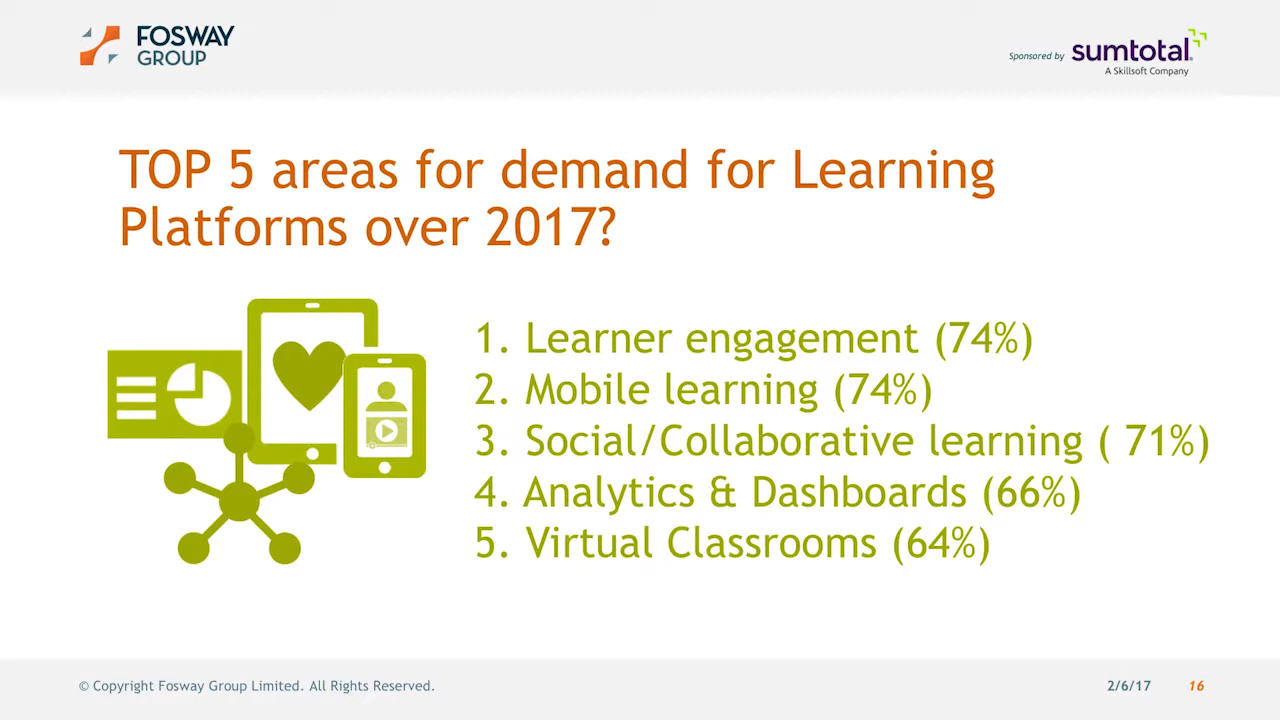 FOSWAY
GROUP
Sponsored by
sumtotal®
A Skillsoft Company
TOP 5 areas for demand for Learning
Platforms over 2017?
1. Learner engagement (74%)
2. Mobile learning (74%)
3. Social/Collaborative learning ( 71%)
4. Analytics & Dashboards (66%)
5. Virtual Classrooms (64%)
© Copyright Fosway Group Limited. All Rights Reserved.
2/6/17
16